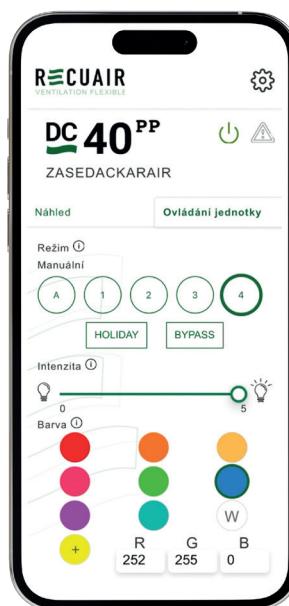 RECUAIR
VENTILATION FLEXIBLE
DC 40 PP
ZASEDACKARAIR
Náhled Ovládání jednotky
Režim i
Manuální
A 1 2 3 4
HOLIDAY BYPASS
Intenzita i
0 5
Barva i
W
+ R G B
252 255 0